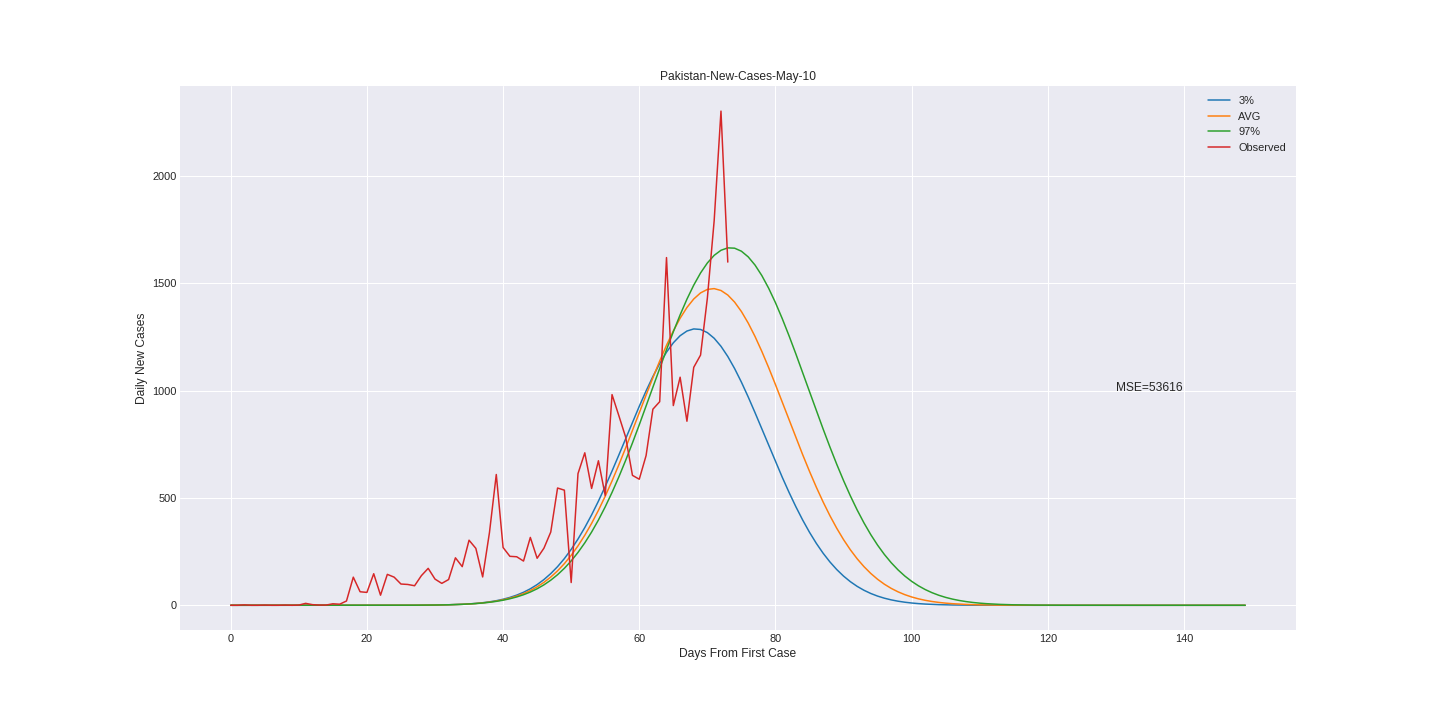 Pakistan-New-Cases-May-10
3%
AVG
97%
Observed
Daily New Cases
2000
1500
1000
500
0
MSE=53616
0 20 40 60 80 100 120 140
Days From First Case